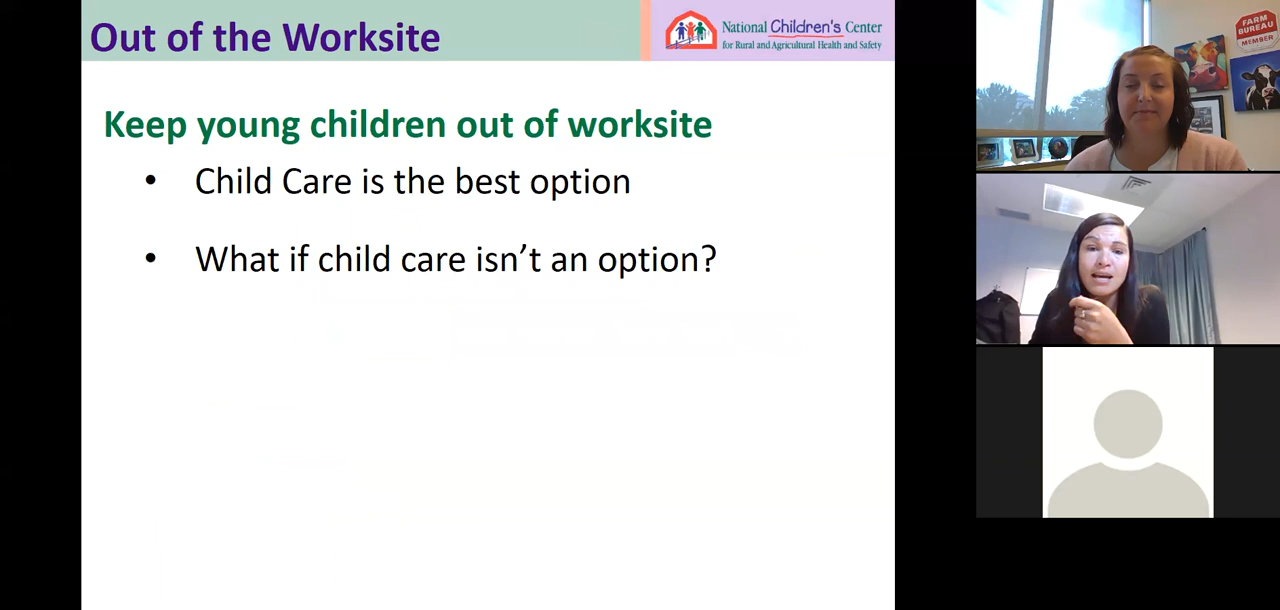 Out of the Worksite
National Children's Center
for Rural and Agricultural Health and Safety
Keep young children out of worksite
• Child Care is the best option
• What if child care isn’t an option?
FARM
BUREAU
MEMBER